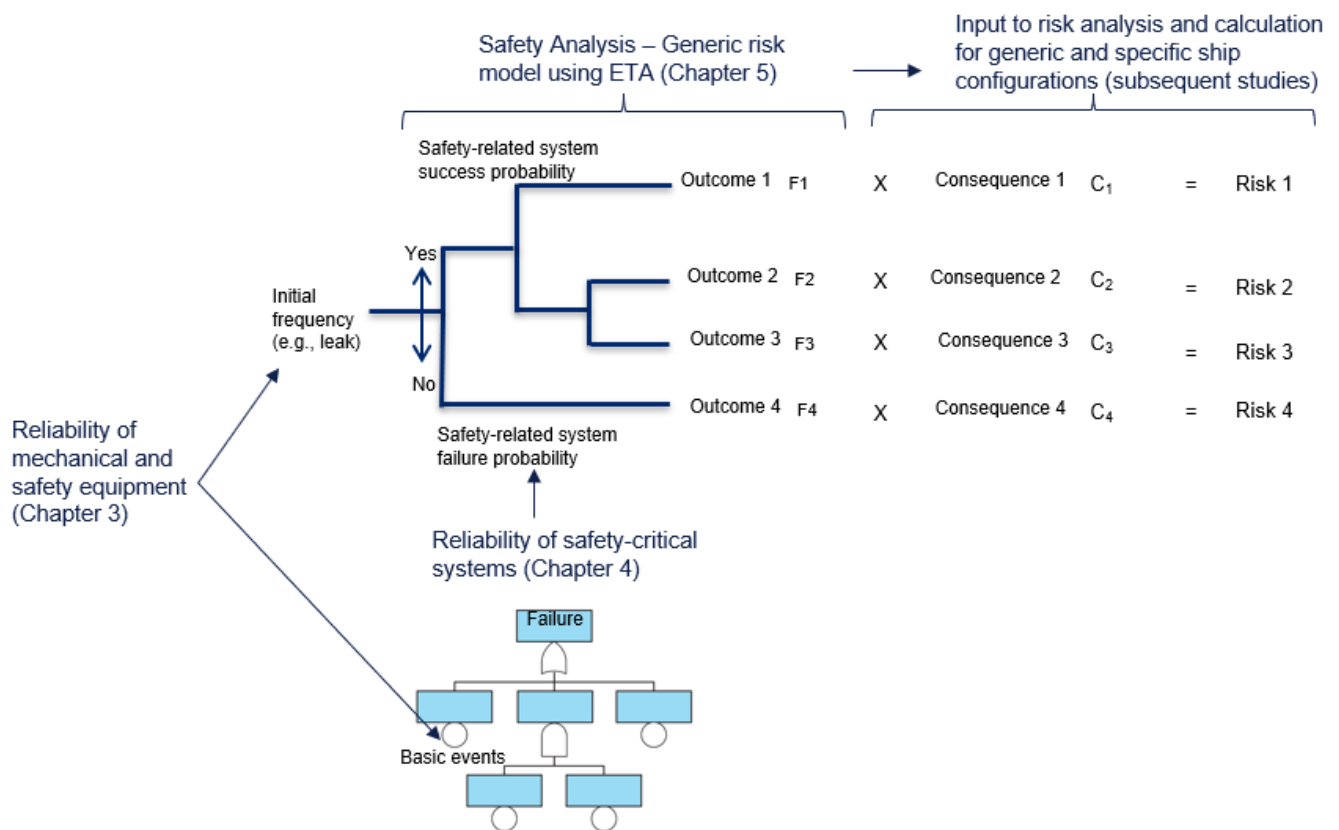 Safety Analysis – Generic risk
model using ETA (Chapter 5)
Input to risk analysis and calculation
for generic and specific ship
configurations (subsequent studies)
Safety-related system
success probability
Outcome 1 F1 X Consequence 1 C1 = Risk 1
Yes
Outcome 2 F2 X Consequence 2 C2 = Risk 2
Initial
frequency
(e.g., leak)
Outcome 3 F3 X Consequence 3 C3 = Risk 3
No
Outcome 4 F4 X Consequence 4 C4 = Risk 4
Safety-related system
failure probability
Reliability of
mechanical and
safety equipment
(Chapter 3)
Reliability of safety-critical
systems (Chapter 4)
Failure
Basic events